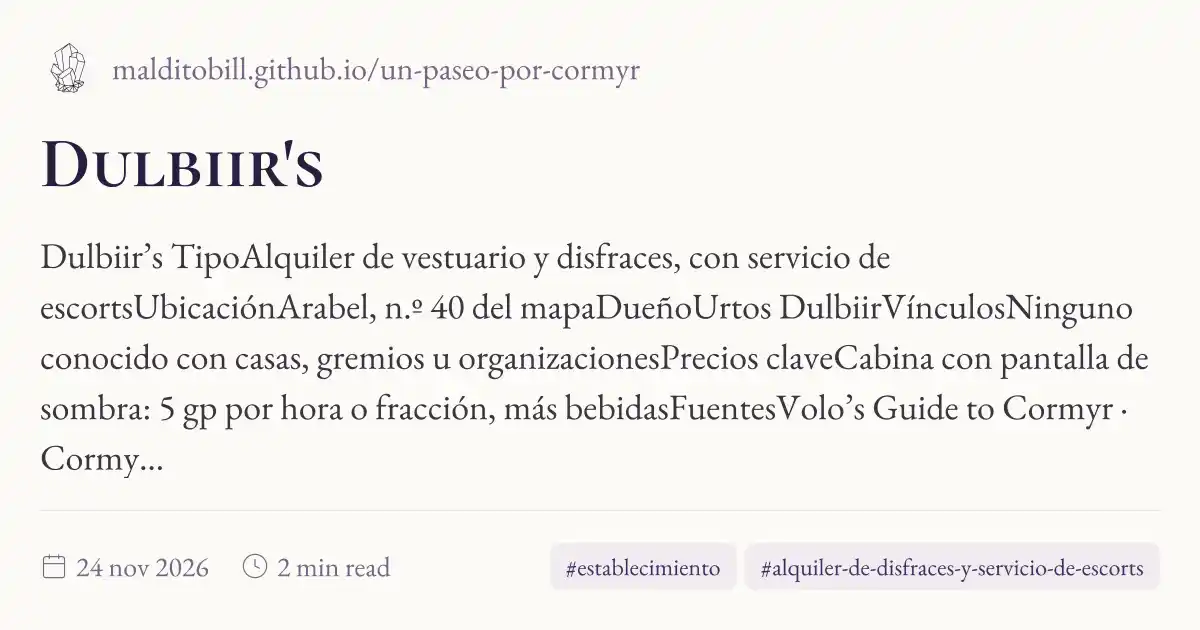 malditobill.github.io/un-paseo-por-cormyr
Dulbiir's
Dulbiir’s TipoAlquiler de vestuario y disfraces, con servicio de
escortsUbicaciónArabel, n.º 40 del mapaDueñoUrtos DulbiirVínculosNinguno
conocido con casas, gremios u organizacionesPrecios claveCabina con pantalla de
sombra: 5 gp por hora o fracción, más bebidasFuentesVolo’s Guide to Cormyr ·
Cormy...
24 nov 2026
2 min read
#establecimiento
#alquiler-de-disfraces-y-servicio-de-escorts